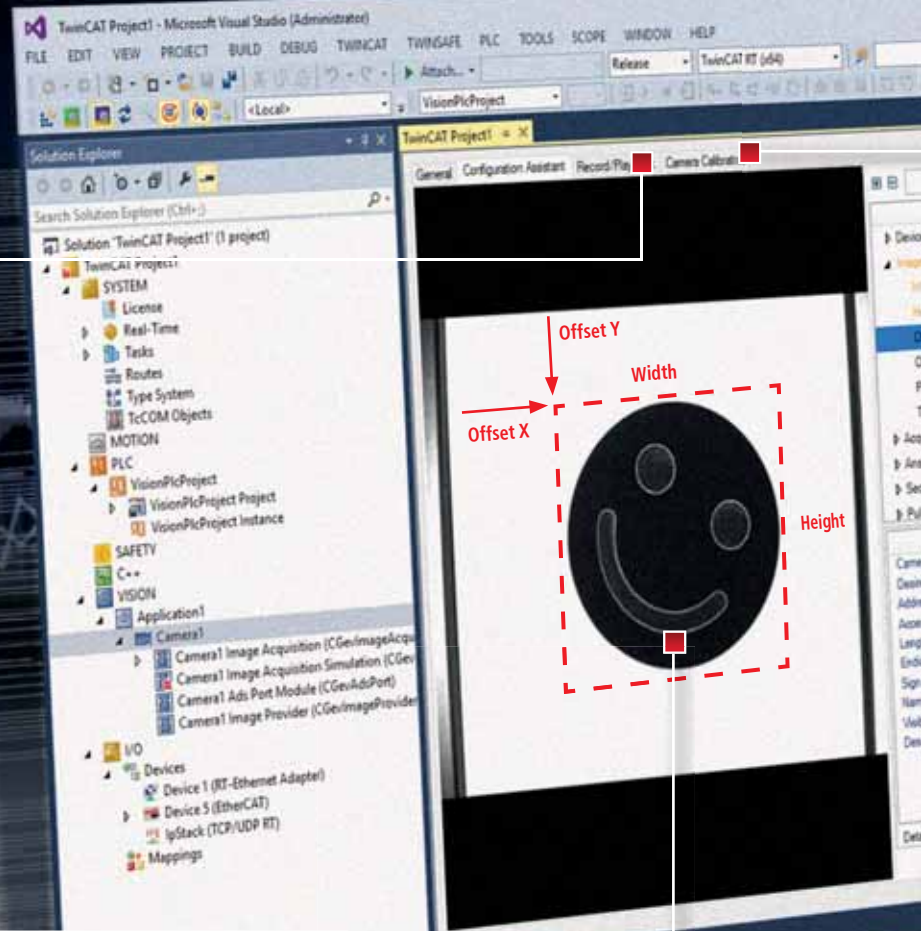 TwinCAT Project1 - Microsoft Visual Studio (Administrator)
FILE EDIT VIEW PROJECT BUILD DEBUG TWINCAT TWINSAFE PLC TOOLS SCOPE WINDOW HELP
Attach... Release TwinCAT RT (x64)
<Local> VisionPlcProject
Solution Explorer
Search Solution Explorer (Ctrl+;)
Solution 'TwinCAT Project1' (1 project)
TwinCAT Project1
SYSTEM
License
Real-Time
Tasks
Routes
Type System
TcCOM Objects
MOTION
PLC
VisionPlcProject
VisionPlcProject Project
VisionPlcProject Instance
SAFETY
C++
VISION
Application1
Camera1
Camera1 Image Acquisition (CGevImageAcqu
Camera1 Image Acquisition Simulation (CGev
Camera1 Ads Port Module (CGevAdsPort)
Camera1 Image Provider (CGevImageProvider
I/O
Devices
Device 1 (RT-Ethernet Adapter)
Device 5 (EtherCAT)
IpStack (TCP/UDP RT)
Mappings
TwinCAT Project1
General Configuration Assistant Camera
Offset Y
Offset X
Width
Height